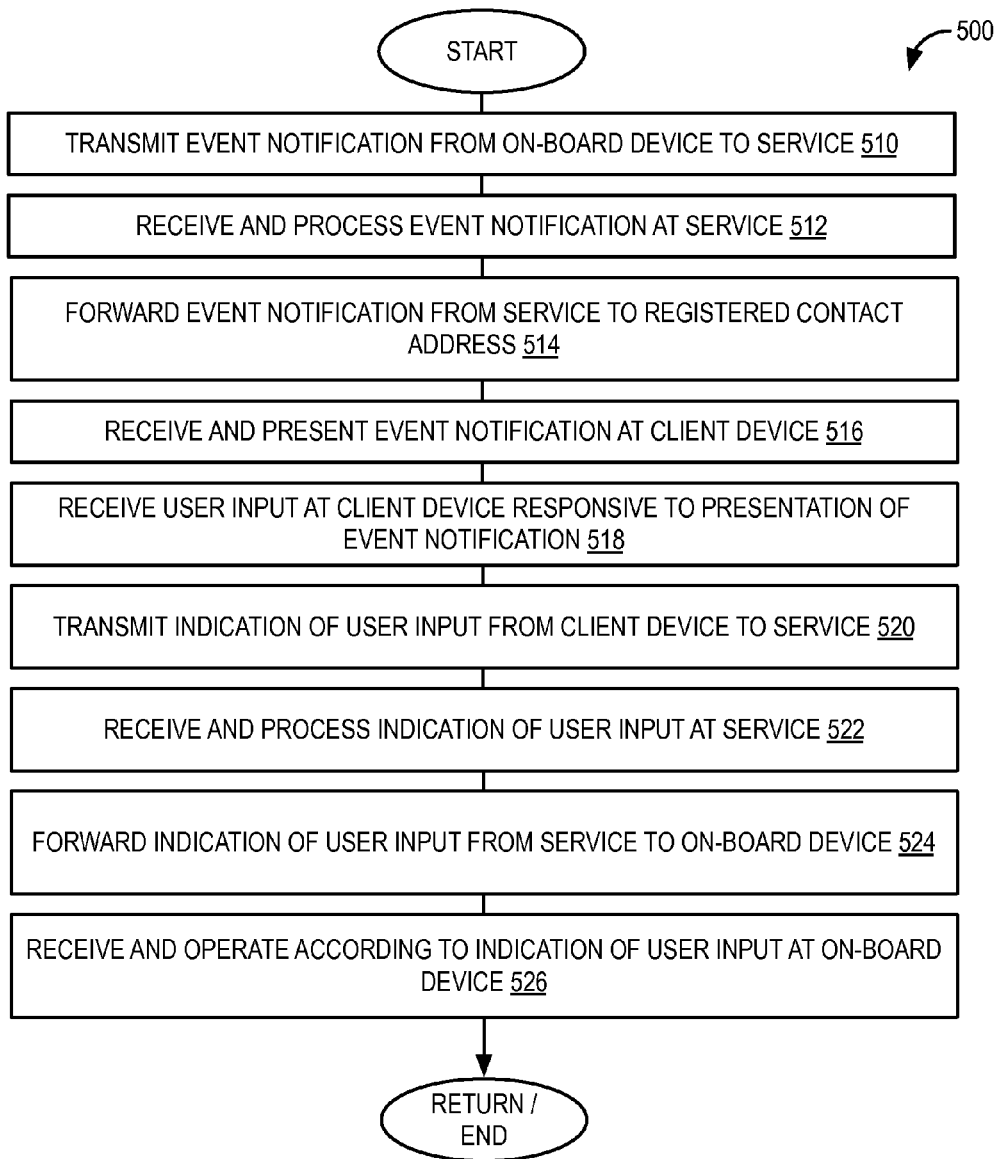 START
500
TRANSMIT EVENT NOTIFICATION FROM ON-BOARD DEVICE TO SERVICE 510
RECEIVE AND PROCESS EVENT NOTIFICATION AT SERVICE 512
FORWARD EVENT NOTIFICATION FROM SERVICE TO REGISTERED CONTACT
ADDRESS 514
RECEIVE AND PRESENT EVENT NOTIFICATION AT CLIENT DEVICE 516
RECEIVE USER INPUT AT CLIENT DEVICE RESPONSIVE TO PRESENTATION OF
EVENT NOTIFICATION 518
TRANSMIT INDICATION OF USER INPUT FROM CLIENT DEVICE TO SERVICE 520
RECEIVE AND PROCESS INDICATION OF USER INPUT AT SERVICE 522
FORWARD INDICATION OF USER INPUT FROM SERVICE TO ON-BOARD DEVICE 524
RECEIVE AND OPERATE ACCORDING TO INDICATION OF USER INPUT AT ON-BOARD
DEVICE 526
RETURN /
END